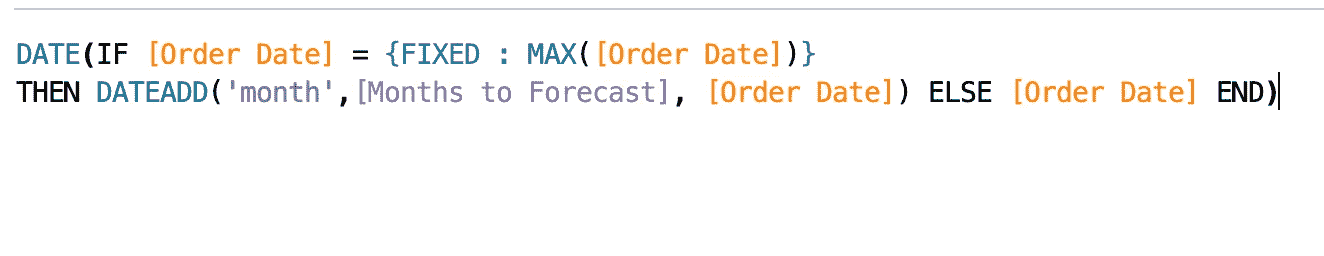 DATE(IF [Order Date] = {FIXED : MAX([Order Date])}
THEN DATEADD('month',[Months to Forecast], [Order Date]) ELSE [Order Date] END)